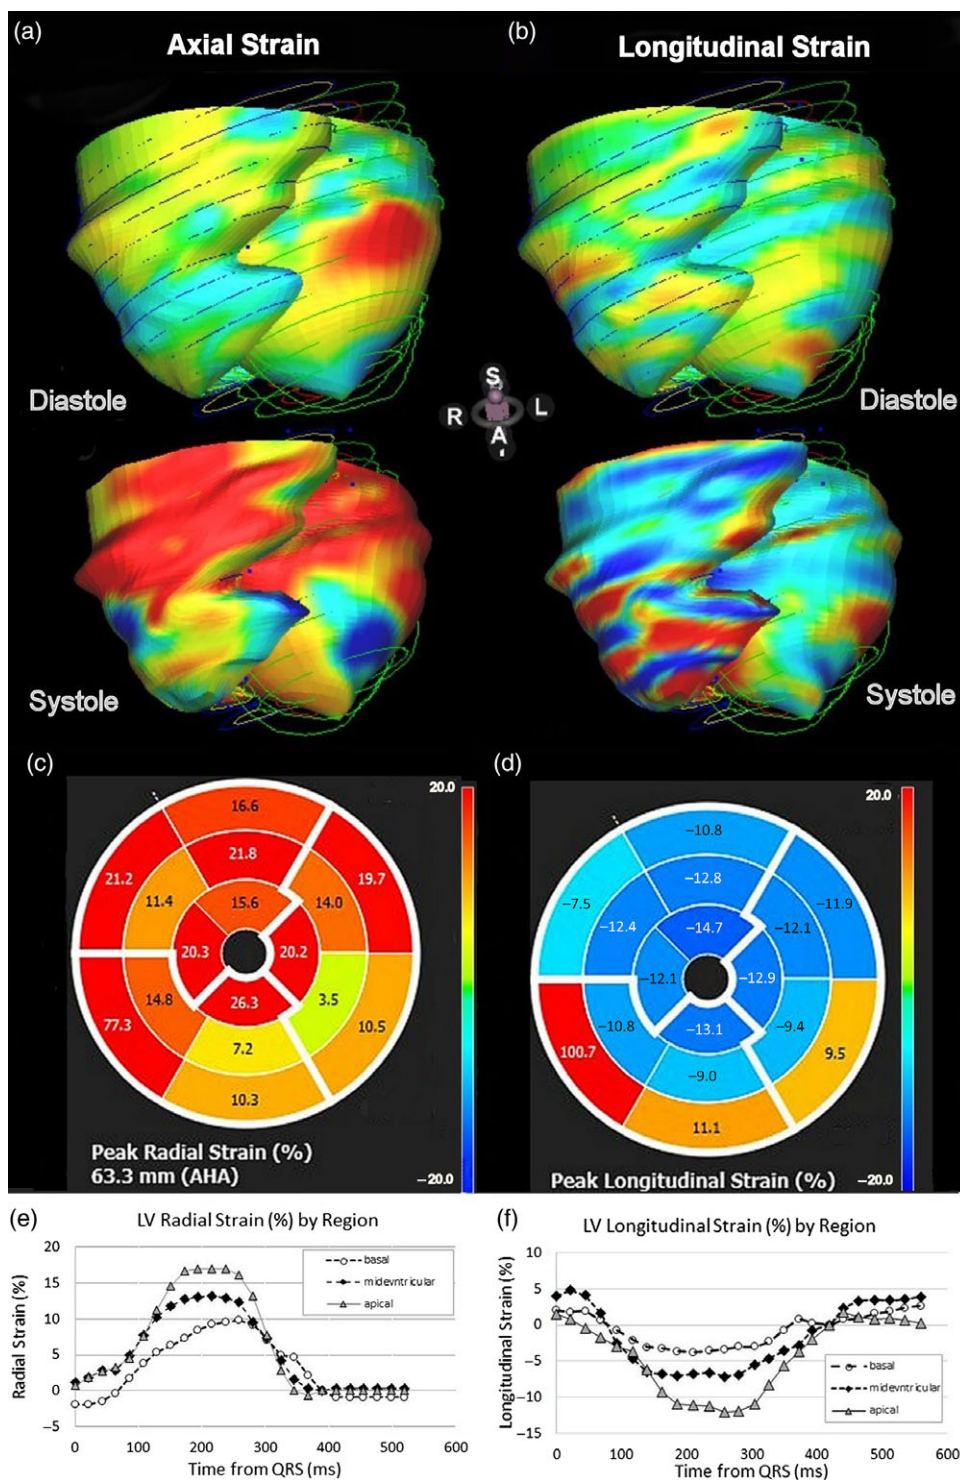 (a)
Axial Strain
(b)
Longitudinal Strain
Diastole
S
R
L
A
Diastole
Systole
Systole
(c)
20.0
16.6
21.8
21.2
19.7
11.4
15.6
14.0
20.3
20.2
14.8
26.3
3.5
77.3
7.2
10.5
10.3
Peak Radial Strain (%)
63.3 mm (AHA)
−20.0
(d)
20.0
−10.8
−12.8
−7.5
−11.9
−12.4
−14.7
−12.1
−12.1
−12.9
−10.8
−13.1
−9.4
100.7
−9.0
9.5
11.1
Peak Longitudinal Strain (%)
−20.0
(e)
LV Radial Strain (%) by Region
Radial Strain (%)
20
15
10
5
0
−5
basal
midevntricular
apical
0
100
200
300
400
500
600
Time from QRS (ms)
(f)
LV Longitudinal Strain (%) by Region
Longitudinal Strain (%)
10
5
0
−5
−10
−15
basal
midevntricular
apical
0
100
200
300
400
500
600
Time from QRS (ms)